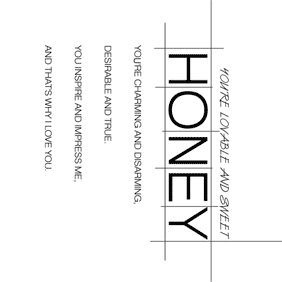 YOU'RE LOVABLE AND SWEET
HONEY
YOU'RE CHARMING AND DISARMING,
DESIRABLE AND TRUE.
YOU INSPIRE AND IMPRESS ME,
AND THAT'S WHY I LOVE YOU.